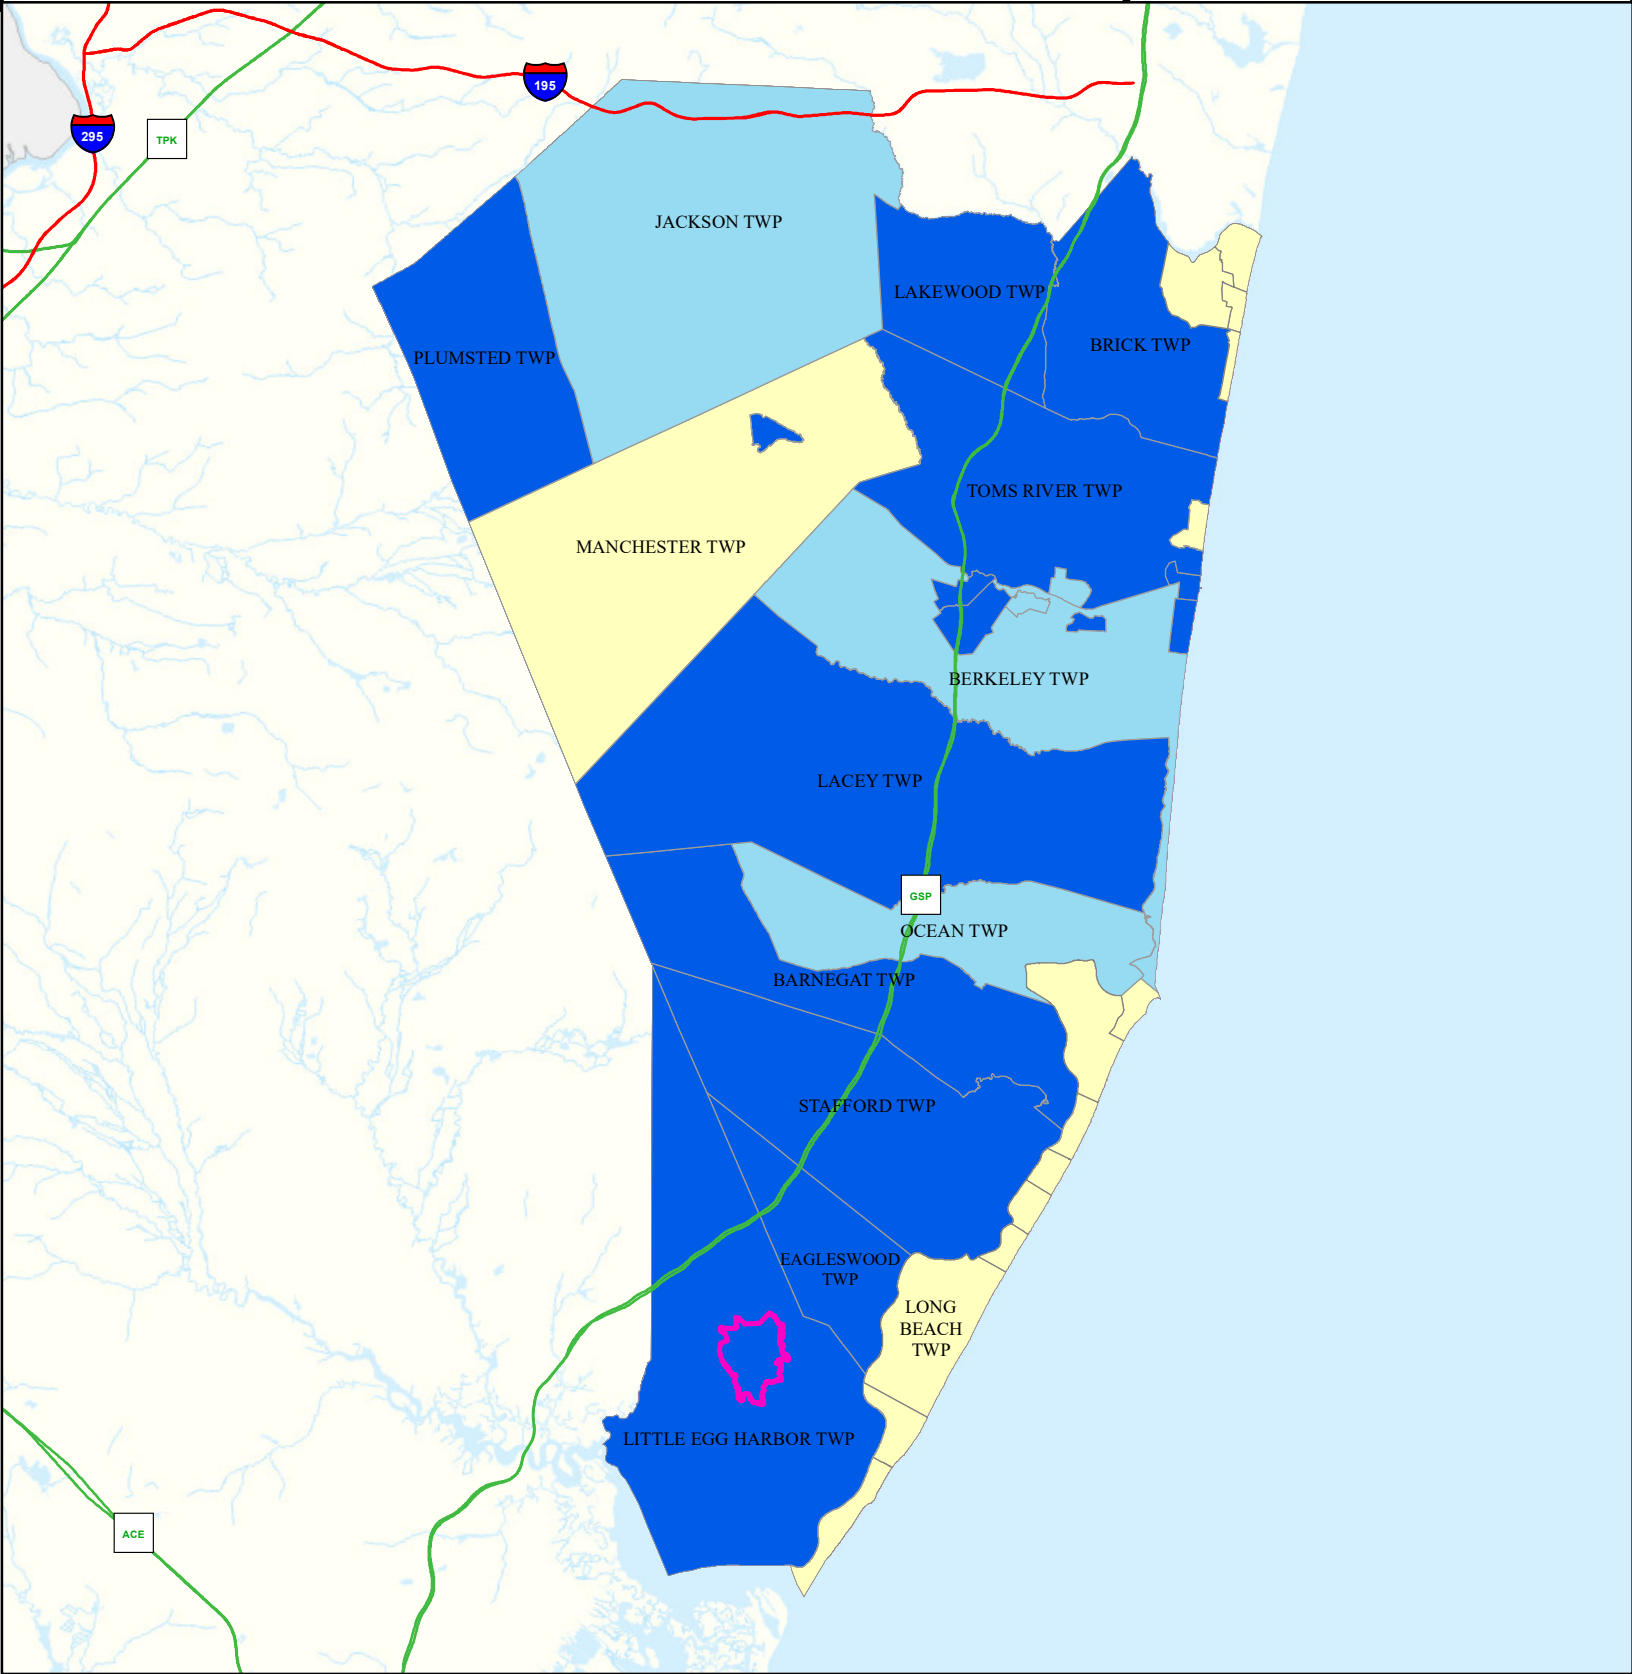 195
295
TPK
JACKSON TWP
LAKEWOOD TWP
BRICK TWP
PLUMSTED TWP
TOMS RIVER TWP
MANCHESTER TWP
BERKELEY TWP
LACEY TWP
GSP
OCEAN TWP
BARNEGAT TWP
STAFFORD TWP
EAGLESWOOD
TWP
LONG
BEACH
TWP
LITTLE EGG HARBOR TWP
ACE